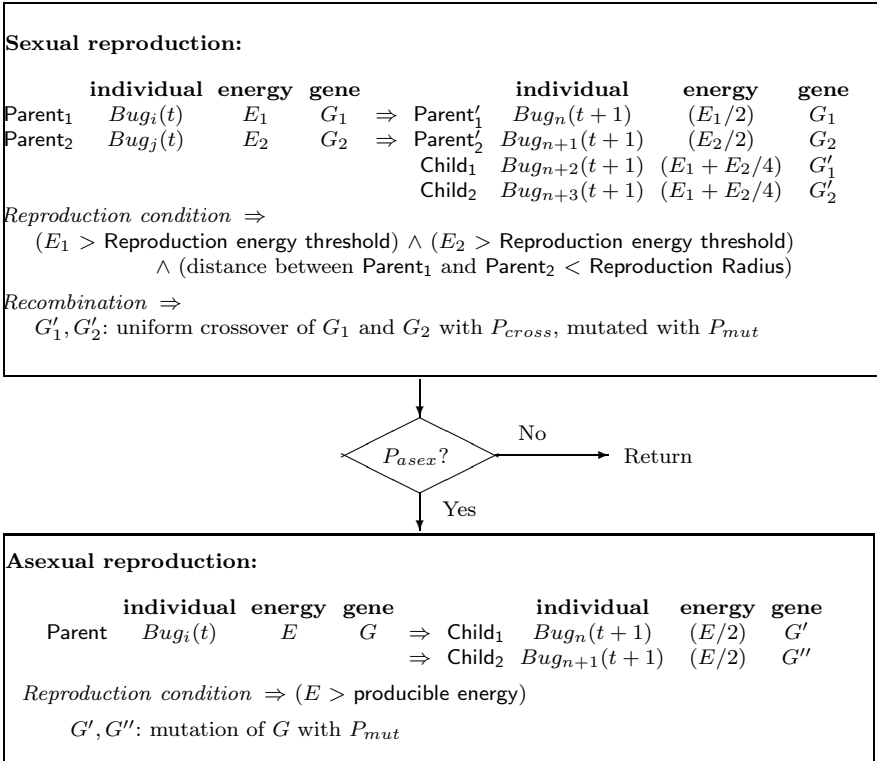 Sexual reproduction:
individual energy gene individual energy gene
Parent₁ Bugᵢ(t) E₁ G₁ ⇒ Parent′₁ Bugₙ(t + 1) (E₁/2) G₁
Parent₂ Bugⱼ(t) E₂ G₂ ⇒ Parent′₂ Bugₙ₊₁(t + 1) (E₂/2) G₂
Child₁ Bugₙ₊₂(t + 1) (E₁ + E₂/4) G′₁
Child₂ Bugₙ₊₃(t + 1) (E₁ + E₂/4) G′₂
Reproduction condition ⇒
(E₁ > Reproduction energy threshold) ∧ (E₂ > Reproduction energy threshold)
∧ (distance between Parent₁ and Parent₂ < Reproduction Radius)
Recombination ⇒
G′₁, G′₂: uniform crossover of G₁ and G₂ with P_cross, mutated with P_mut
P_asex?
No
Return
Yes
Asexual reproduction:
individual energy gene individual energy gene
Parent Bugᵢ(t) E G ⇒ Child₁ Bugₙ(t + 1) (E/2) G′
⇒ Child₂ Bugₙ₊₁(t + 1) (E/2) G′′
Reproduction condition ⇒ (E > producible energy)
G′, G′′: mutation of G with P_mut